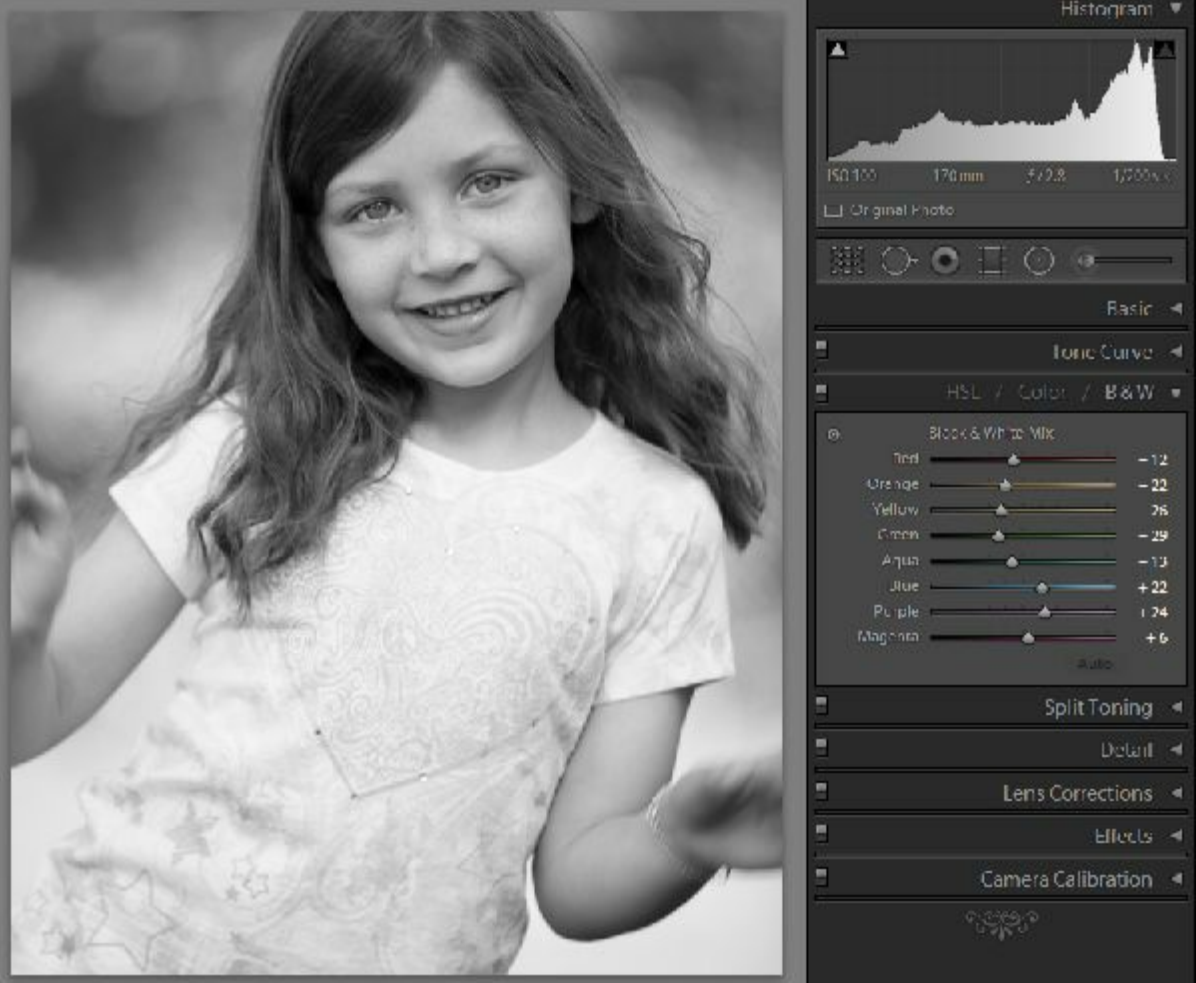 Histogram
ISO 100 170 mm ƒ / 2.8
Original Photo
Basic
Tone Curve
HSL / Color / B & W
Black & White Mix
Red −12
Orange −22
Yellow 26
Green −29
Aqua −13
Blue +22
Purple +24
Magenta +6
Auto
Split Toning
Detail
Lens Corrections
Effects
Camera Calibration